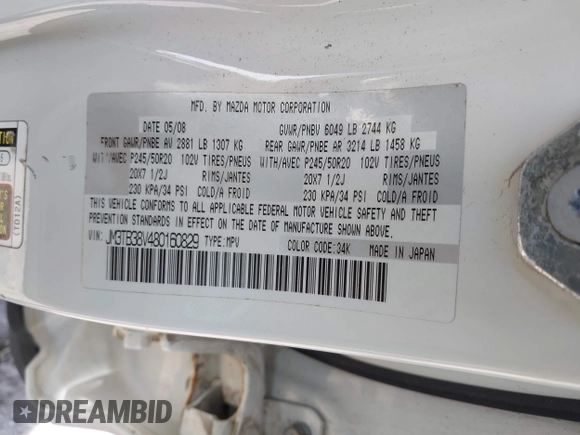 MFD. BY MAZDA MOTOR CORPORATION
DATE 05/08 GVWR/PNBV 6049 LB 2744 KG
FRONT GAWR/PNBE AV 2881 LB 1307 KG REAR GAWR/PNBE AR 3214 LB 1458 KG
WITH/AVEC P245/50R20 102V TIRES/PNEUS WITH/AVEC P245/50R20 102V TIRES/PNEUS
20X7 1/2J RIMS/JANTES 20X7 1/2J RIMS/JANTES
230 KPA/34 PSI COLD/A FROID 230 KPA/34 PSI COLD/A FROID
THIS VEHICLE CONFORMS TO ALL APPLICABLE FEDERAL MOTOR VEHICLE SAFETY AND THEFT
PREVENTION STANDARDS IN EFFECT ON THE DATE OF MANUFACTURE SHOWN ABOVE.
VIN: JM3TB38V480160829 TYPE:MPV COLOR CODE:34K MADE IN JAPAN
(TD12A)
DREAMBID